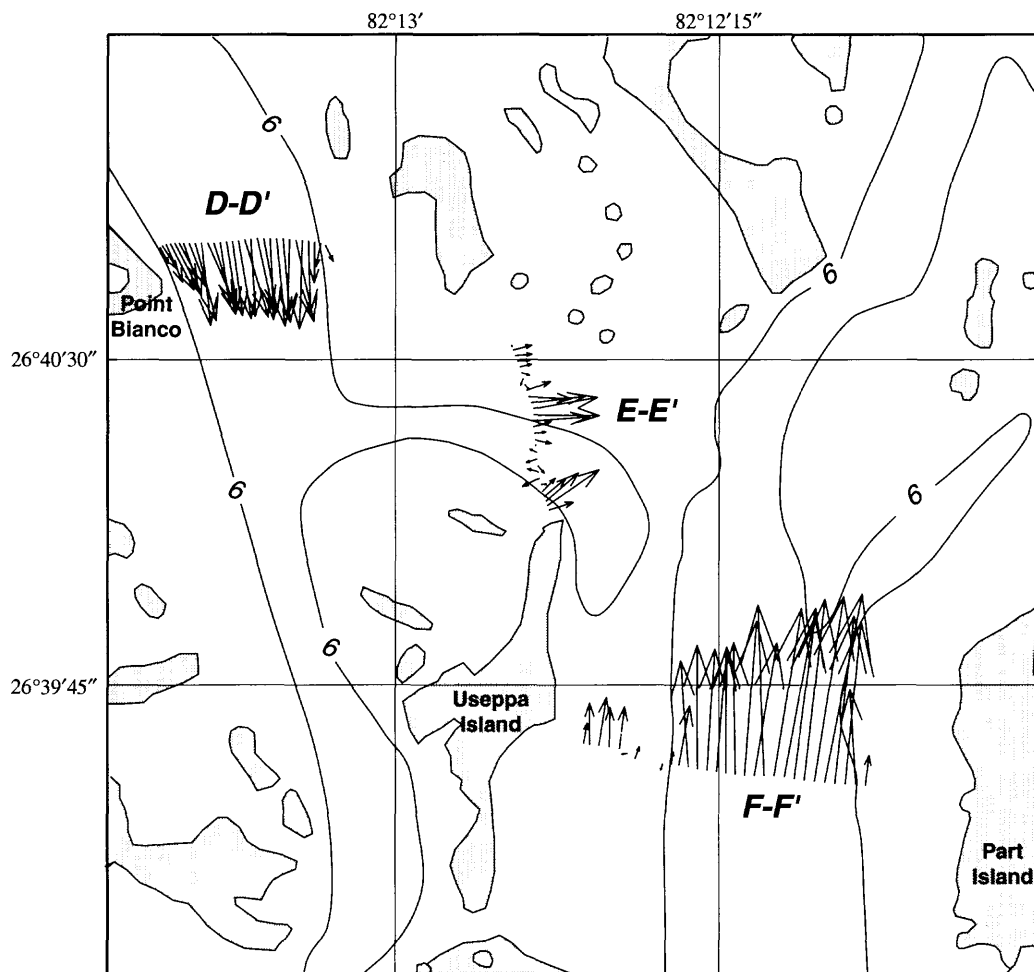 82°13′ 82°12′15″
6
D-D'
6
Point
Bianco
26°40′30″
E-E'
6
6
6
26°39′45″
Useppa
Island
F-F'
Part
Island